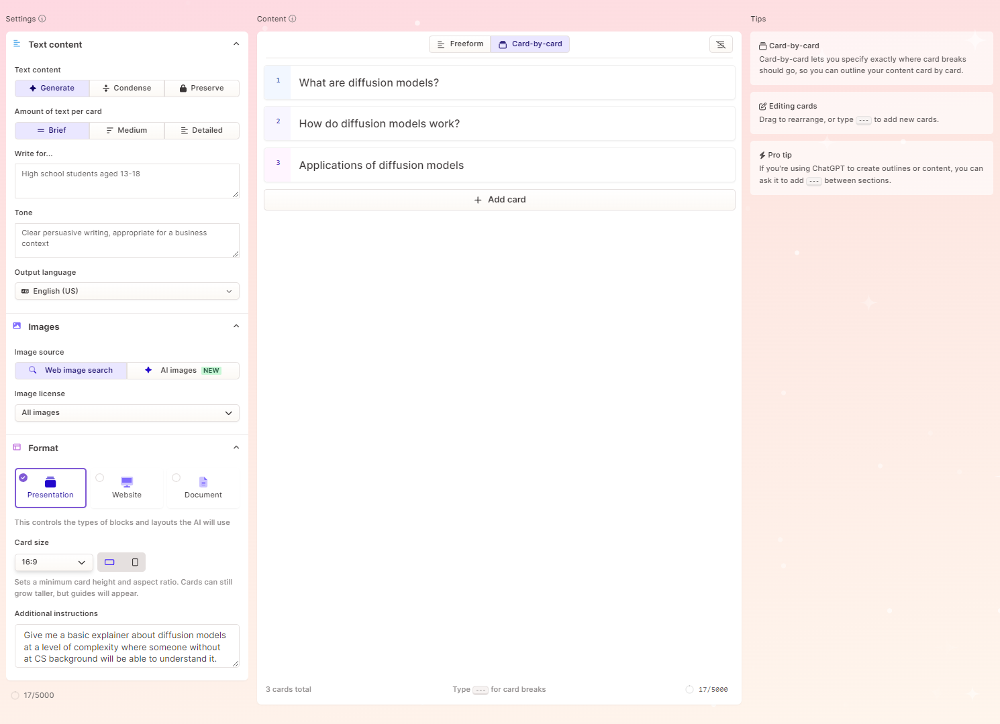 Settings
Text content
Text content
Generate
Condense
Preserve
Amount of text per card
Brief
Medium
Detailed
Write for...
High school students aged 13-18
Tone
Clear persuasive writing, appropriate for a business
context
Output language
English (US)
Images
Image source
Web image search
AI images NEW
Image license
All images
Format
Presentation
Website
Document
This controls the types of blocks and layouts the AI will use
Card size
16:9
Sets a minimum card height and aspect ratio. Cards can still
grow taller, but guides will appear.
Additional instructions
Give me a basic explainer about diffusion models
at a level of complexity where someone without
at CS background will be able to understand it.
17/5000
Content
Freeform
Card-by-card
1
What are diffusion models?
2
How do diffusion models work?
3
Applications of diffusion models
+ Add card
3 cards total
Type --- for card breaks
17/5000
Tips
Card-by-card
Card-by-card lets you specify exactly where card breaks
should go, so you can outline your content card by card.
Editing cards
Drag to rearrange, or type --- to add new cards.
Pro tip
If you're using ChatGPT to create outlines or content, you can
ask it to add --- between sections.